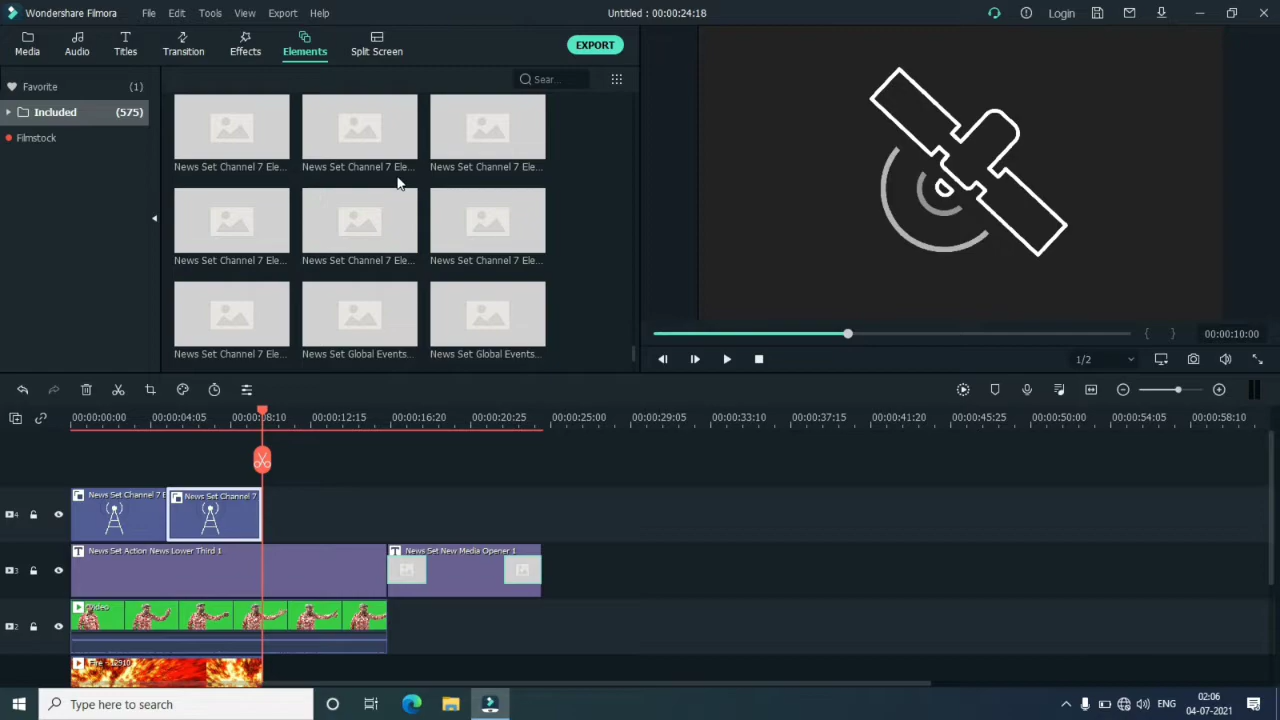 Wondershare Filmora
File
Edit
Tools
View
Export
Help
Untitled : 00:00:24:18
Login
Media
Audio
Titles
Transition
Effects
Elements
Split Screen
EXPORT
Favorite (1)
Included (575)
Filmstock
Sear...
News Set Channel 7 Ele...
News Set Channel 7 Ele...
News Set Channel 7 Ele...
News Set Channel 7 Ele...
News Set Channel 7 Ele...
News Set Channel 7 Ele...
News Set Channel 7 Ele...
News Set Global Events...
News Set Global Events...
00:00:10:00
1/2
00:00:00:00
00:00:04:05
00:00:08:10
00:00:12:15
00:00:16:20
00:00:20:25
00:00:25:00
00:00:29:05
00:00:33:10
00:00:37:15
00:00:41:20
00:00:45:25
00:00:50:00
00:00:54:05
00:00:58:10
4
News Set Channel 7 E
News Set Channel 7
3
News Set Action News Lower Third 1
News Set New Media Opener 1
2
Type here to search
ENG
02:06
04-07-2021